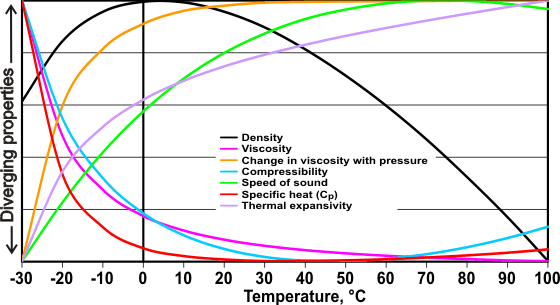 Diverging properties
Density
Viscosity
Change in viscosity with pressure
Compressibility
Speed of sound
Specific heat (Cp)
Thermal expansivity
-30 -20 -10 0 10 20 30 40 50 60 70 80 90 100
Temperature, °C